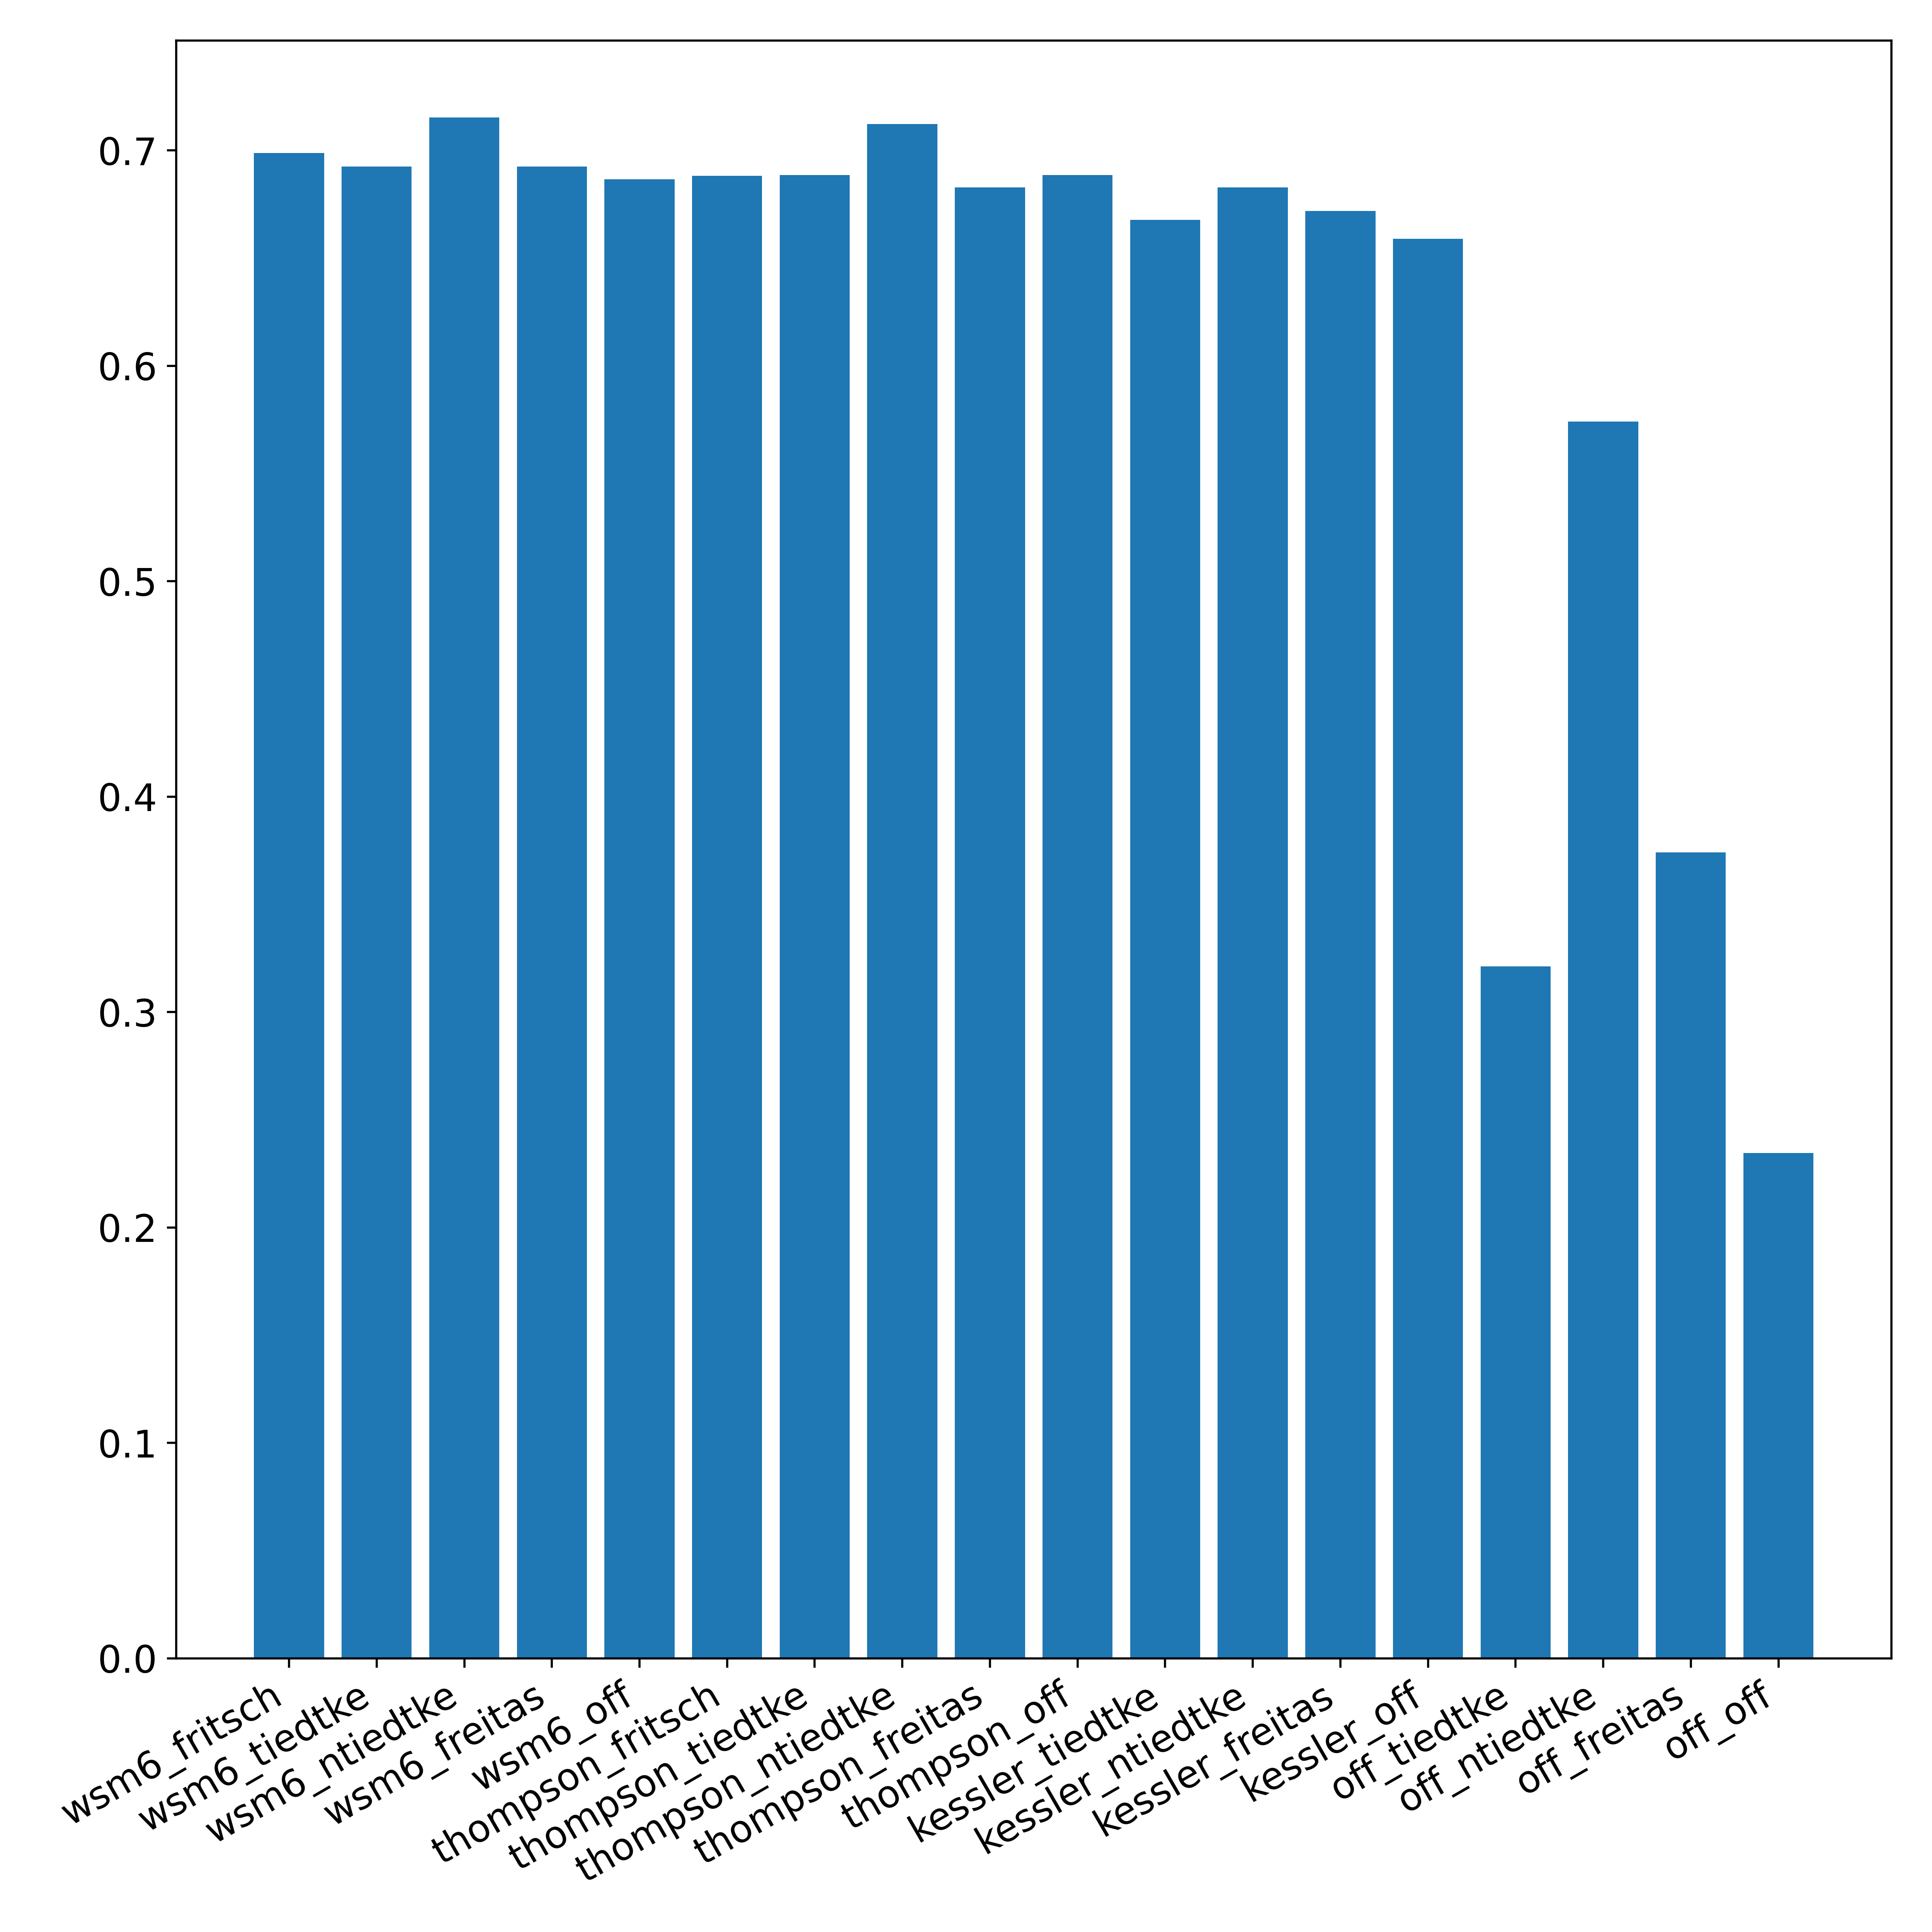 0.7
0.6
0.5
0.4
0.3
0.2
0.1
0.0
wsm6_fritsch
wsm6_tiedtke
wsm6_ntiedtke
wsm6_freitas
wsm6_off
thompson_fritsch
thompson_tiedtke
thompson_ntiedtke
thompson_freitas
thompson_off
kessler_tiedtke
kessler_ntiedtke
kessler_freitas
kessler_off
off_tiedtke
off_ntiedtke
off_freitas
off_off